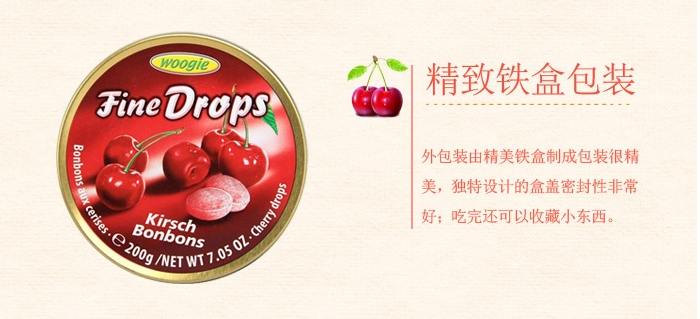 woogie
Fine Drops
Bonbons aux cerises · Cherry drops
Kirsch
Bonbons
℮ 200g /NET WT 7.05 OZ
精致铁盒包装
外包装由精美铁盒制成包装很精
美，独特设计的盒盖密封性非常
好；吃完还可以收藏小东西。